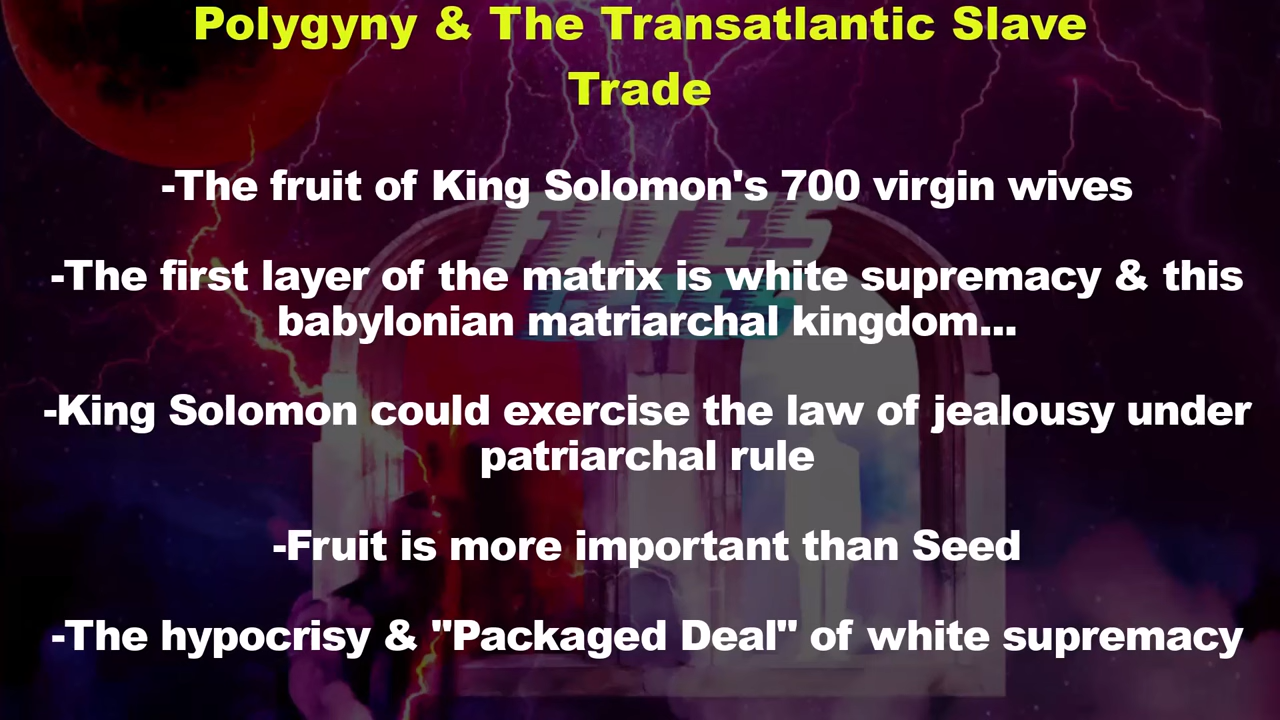 Polygyny & The Transatlantic Slave
Trade
-The fruit of King Solomon's 700 virgin wives
-The first layer of the matrix is white supremacy & this
babylonian matriarchal kingdom...
-King Solomon could exercise the law of jealousy under
patriarchal rule
-Fruit is more important than Seed
-The hypocrisy & "Packaged Deal" of white supremacy